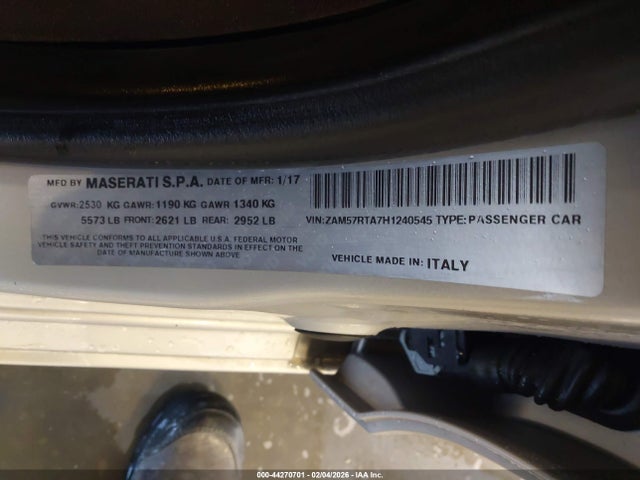 MFD BY MASERATI S.P.A. DATE OF MFR: 1/17
GVWR: 2530 KG GAWR: 1190 KG GAWR 1340 KG
5573 LB FRONT: 2621 LB REAR: 2952 LB
THIS VEHICLE CONFORMS TO ALL APPLICABLE U.S.A. FEDERAL MOTOR
VEHICLE SAFETY AND THEFT PREVENTION STANDARDS IN EFFECT ON THE
DATE OF MANUFACTURE SHOWN ABOVE
VIN: ZAM57RTA7H1240545 TYPE: PASSENGER CAR
VEHICLE MADE IN: ITALY
000-44270701 - 02/04/2026 - IAA Inc.